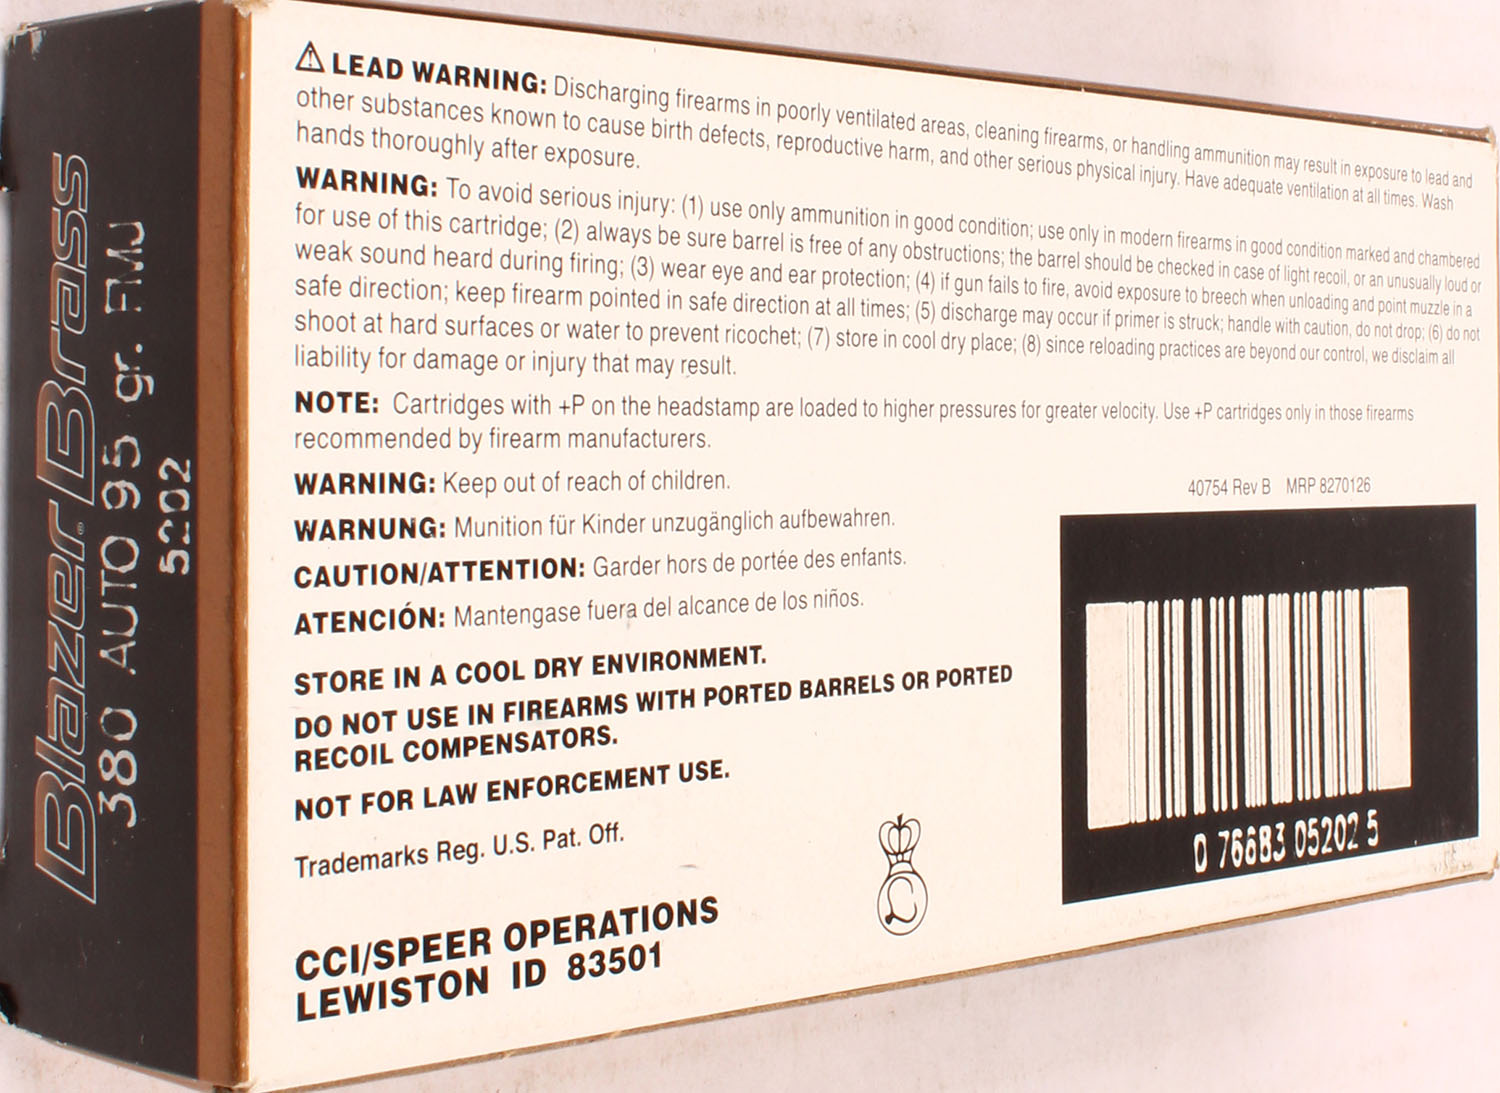 Blazer® Brass
380 AUTO 95 gr. FMJ
5202
⚠ LEAD WARNING: Discharging firearms in poorly ventilated areas, cleaning firearms, or handling ammunition may result in exposure to lead and
other substances known to cause birth defects, reproductive harm, and other serious physical injury. Have adequate ventilation at all times. Wash
hands thoroughly after exposure.
WARNING: To avoid serious injury: (1) use only ammunition in good condition; use only in modern firearms in good condition marked and chambered
for use of this cartridge; (2) always be sure barrel is free of any obstructions; the barrel should be checked in case of light recoil, or an unusually loud or
weak sound heard during firing; (3) wear eye and ear protection; (4) if gun fails to fire, avoid exposure to breech when unloading and point muzzle in a
safe direction; keep firearm pointed in safe direction at all times; (5) discharge may occur if primer is struck; handle with caution, do not drop; (6) do not
shoot at hard surfaces or water to prevent ricochet; (7) store in cool dry place; (8) since reloading practices are beyond our control, we disclaim all
liability for damage or injury that may result.
NOTE: Cartridges with +P on the headstamp are loaded to higher pressures for greater velocity. Use +P cartridges only in those firearms
recommended by firearm manufacturers.
WARNING: Keep out of reach of children.
WARNUNG: Munition für Kinder unzugänglich aufbewahren.
CAUTION/ATTENTION: Garder hors de portée des enfants.
ATENCIÓN: Mantengase fuera del alcance de los niños.
STORE IN A COOL DRY ENVIRONMENT.
DO NOT USE IN FIREARMS WITH PORTED BARRELS OR PORTED
RECOIL COMPENSATORS.
NOT FOR LAW ENFORCEMENT USE.
Trademarks Reg. U.S. Pat. Off.
CCI/SPEER OPERATIONS
LEWISTON ID 83501
L
40754 Rev B MRP 8270126
0 76683 05202 5